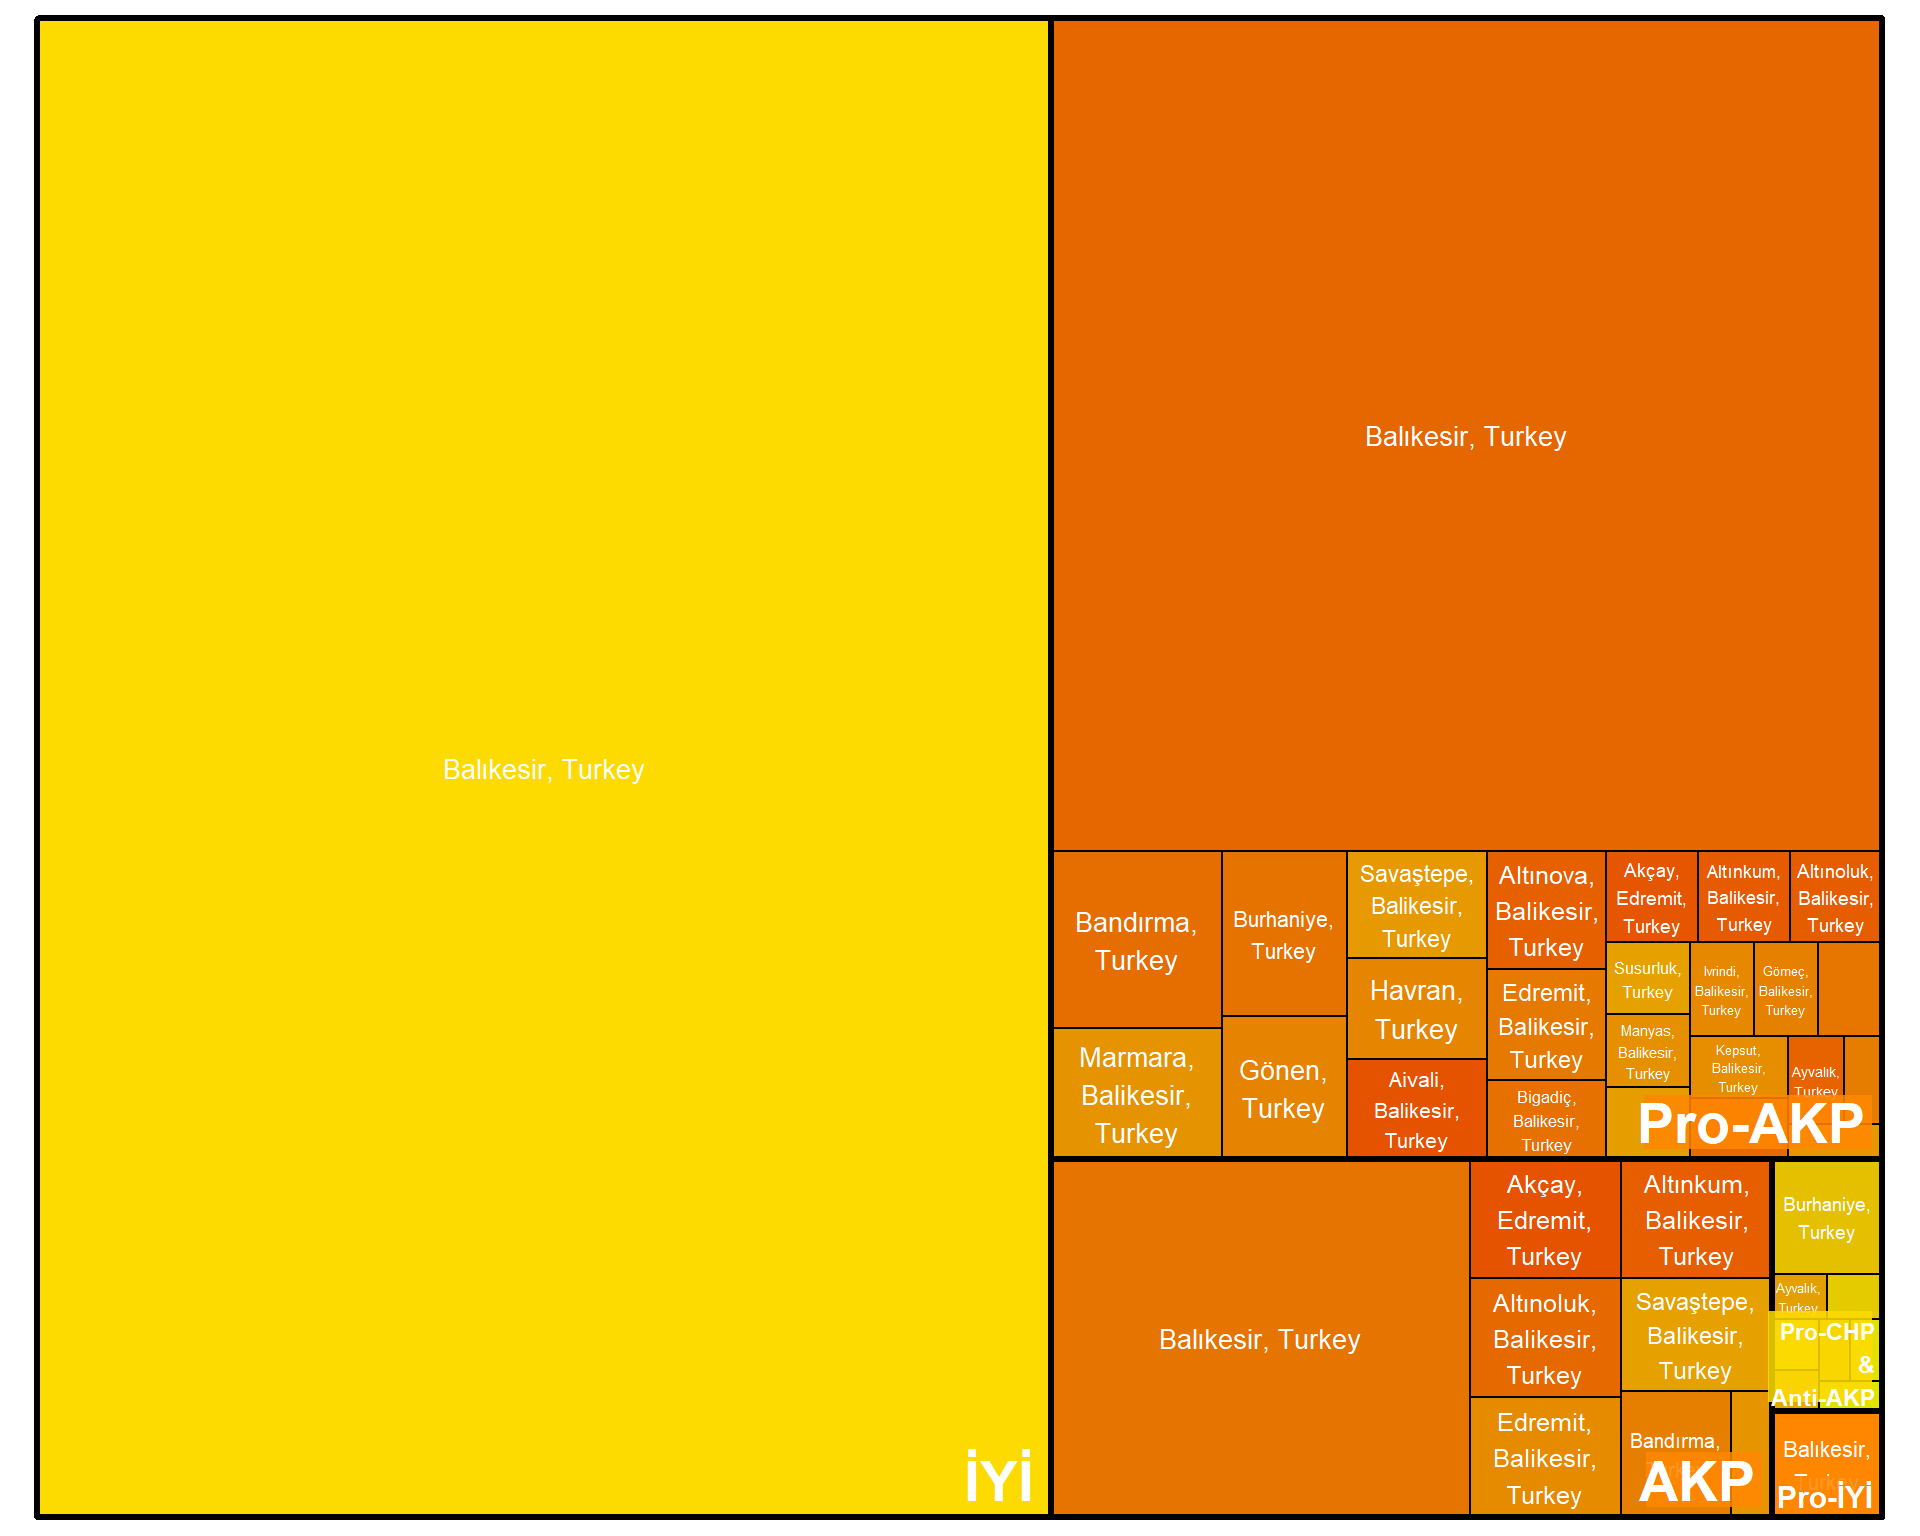 Balıkesir, Turkey
İYİ
Balıkesir, Turkey
Bandırma,
Turkey
Marmara,
Balikesir,
Turkey
Burhaniye,
Turkey
Gönen,
Turkey
Savaştepe,
Balikesir,
Turkey
Havran,
Turkey
Aivali,
Balikesir,
Turkey
Altınova,
Balikesir,
Turkey
Edremit,
Balikesir,
Turkey
Bigadiç,
Balikesir,
Turkey
Akçay,
Edremit,
Turkey
Altınkum,
Balikesir,
Turkey
Altınoluk,
Balikesir,
Turkey
Susurluk,
Turkey
Manyas,
Balikesir,
Turkey
Ivrindi,
Balikesir,
Turkey
Gömeç,
Balikesir,
Turkey
Kepsut,
Balikesir,
Turkey
Ayvalık,
Turkey
Pro-AKP
Balıkesir, Turkey
Akçay,
Edremit,
Turkey
Altınoluk,
Balikesir,
Turkey
Edremit,
Balikesir,
Turkey
Altınkum,
Balikesir,
Turkey
Savaştepe,
Balikesir,
Turkey
Bandırma,
AKP
Burhaniye,
Turkey
Ayvalık,
Turkey
Pro-CHP
&
Anti-AKP
Balıkesir,
Turkey
Pro-İYİ